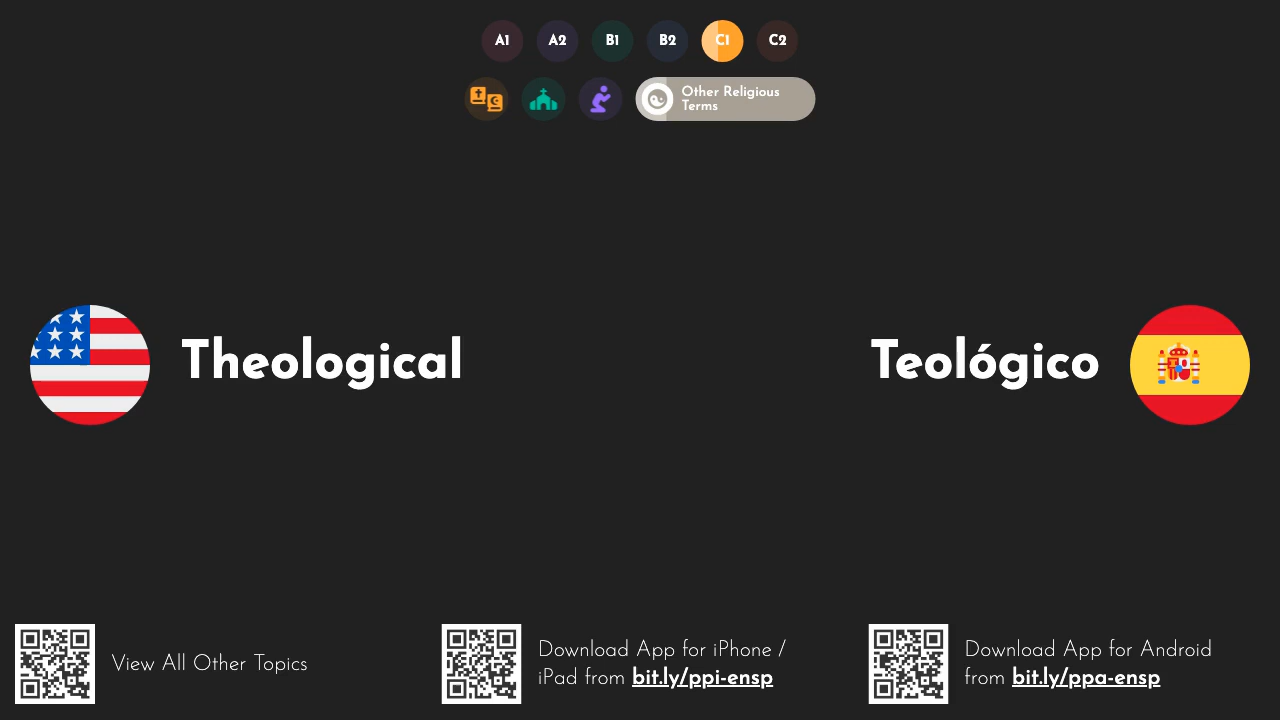 A1 A2 B1 B2 C1 C2
Other Religious
Terms
Theological
Teológico
View All Other Topics
Download App for iPhone /
iPad from bit.ly/ppi-ensp
Download App for Android
from bit.ly/ppa-ensp